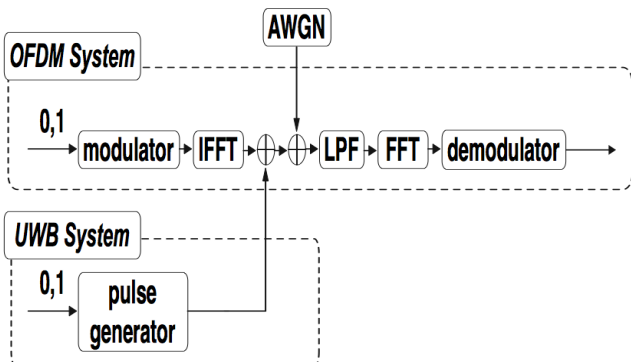 AWGN
OFDM System
0,1
modulator
IFFT
LPF
FFT
demodulator
UWB System
0,1
pulse
generator